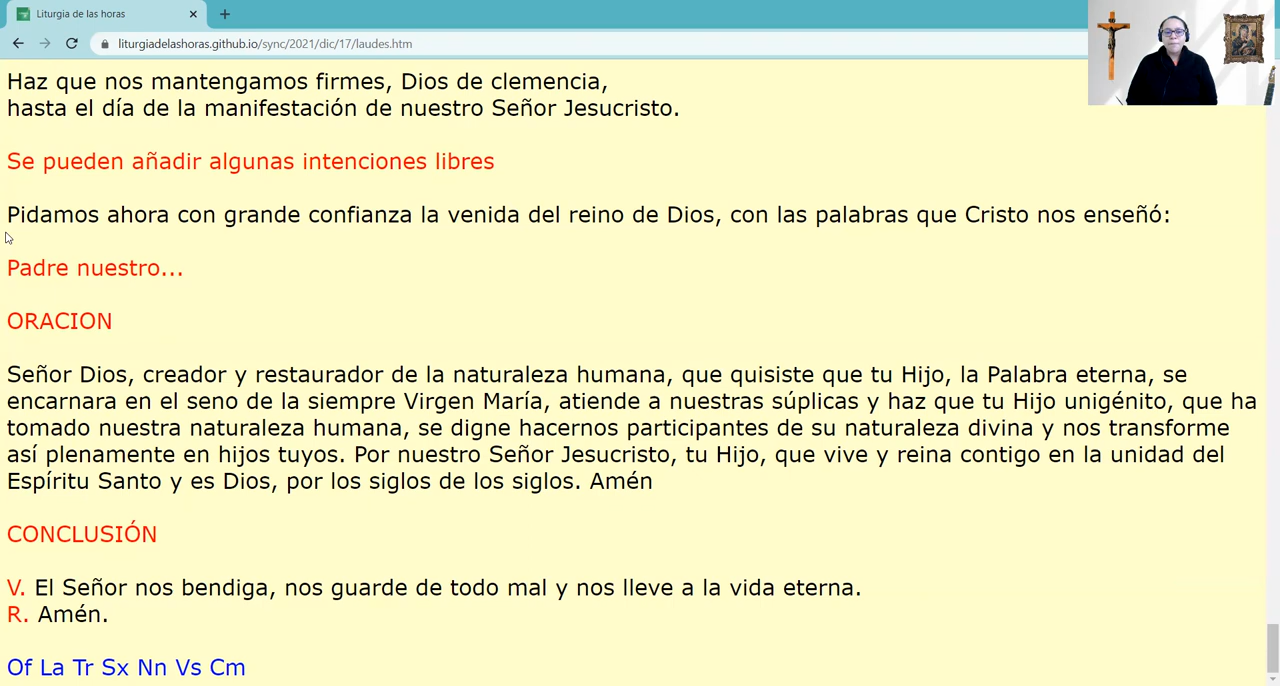 Liturgia de las horas
liturgiadelashoras.github.io/sync/2021/dic/17/laudes.htm
Haz que nos mantengamos firmes, Dios de clemencia,
hasta el día de la manifestación de nuestro Señor Jesucristo.
Se pueden añadir algunas intenciones libres
Pidamos ahora con grande confianza la venida del reino de Dios, con las palabras que Cristo nos enseñó:
Padre nuestro...
ORACION
Señor Dios, creador y restaurador de la naturaleza humana, que quisiste que tu Hijo, la Palabra eterna, se
encarnara en el seno de la siempre Virgen María, atiende a nuestras súplicas y haz que tu Hijo unigénito, que ha
tomado nuestra naturaleza humana, se digne hacernos participantes de su naturaleza divina y nos transforme
así plenamente en hijos tuyos. Por nuestro Señor Jesucristo, tu Hijo, que vive y reina contigo en la unidad del
Espíritu Santo y es Dios, por los siglos de los siglos. Amén
CONCLUSIÓN
V. El Señor nos bendiga, nos guarde de todo mal y nos lleve a la vida eterna.
R. Amén.
Of La Tr Sx Nn Vs Cm